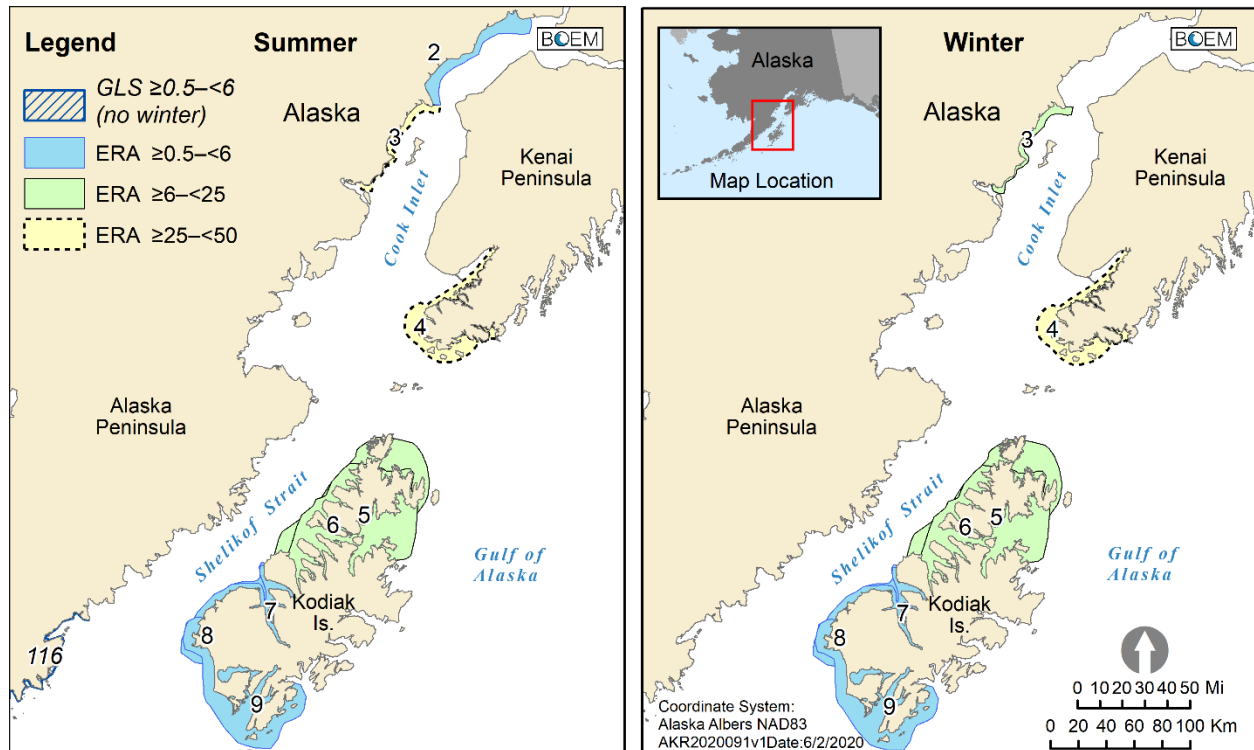 Legend
GLS ≥0.5–<6
(no winter)
ERA ≥0.5–<6
ERA ≥6–<25
ERA ≥25–<50
Summer
BOEM
2
Alaska
3
Kenai
Peninsula
Cook Inlet
4
Alaska
Peninsula
Shelikof Strait
6
5
Gulf of
Alaska
7
Kodiak
Is.
8
116
9
Alaska
Map Location
Winter
BOEM
Alaska
3
Kenai
Peninsula
Cook Inlet
4
Alaska
Peninsula
Shelikof Strait
6
5
Gulf of
Alaska
7
Kodiak
Is.
8
9
Coordinate System:
Alaska Albers NAD83
AKR2020091v1Date:6/2/2020
0 10 20 30 40 50 Mi
0 20 40 60 80 100 Km